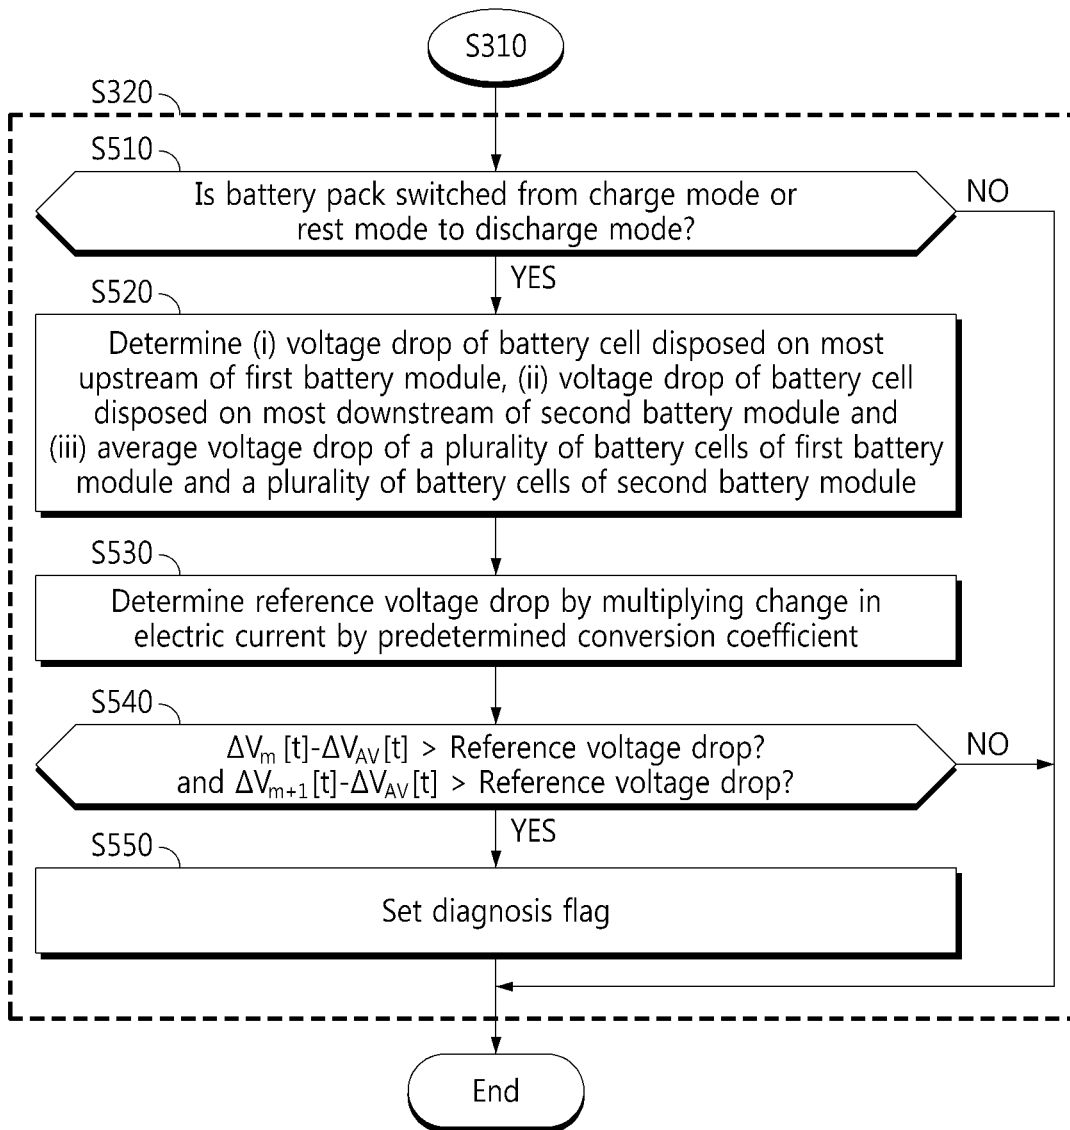 S310
S320
S510
Is battery pack switched from charge mode or
rest mode to discharge mode?
NO
YES
S520
Determine (i) voltage drop of battery cell disposed on most
upstream of first battery module, (ii) voltage drop of battery cell
disposed on most downstream of second battery module and
(iii) average voltage drop of a plurality of battery cells of first battery
module and a plurality of battery cells of second battery module
S530
Determine reference voltage drop by multiplying change in
electric current by predetermined conversion coefficient
S540
ΔVm [t]-ΔVAV[t] > Reference voltage drop?
and ΔVm+1[t]-ΔVAV[t] > Reference voltage drop?
NO
YES
S550
Set diagnosis flag
End